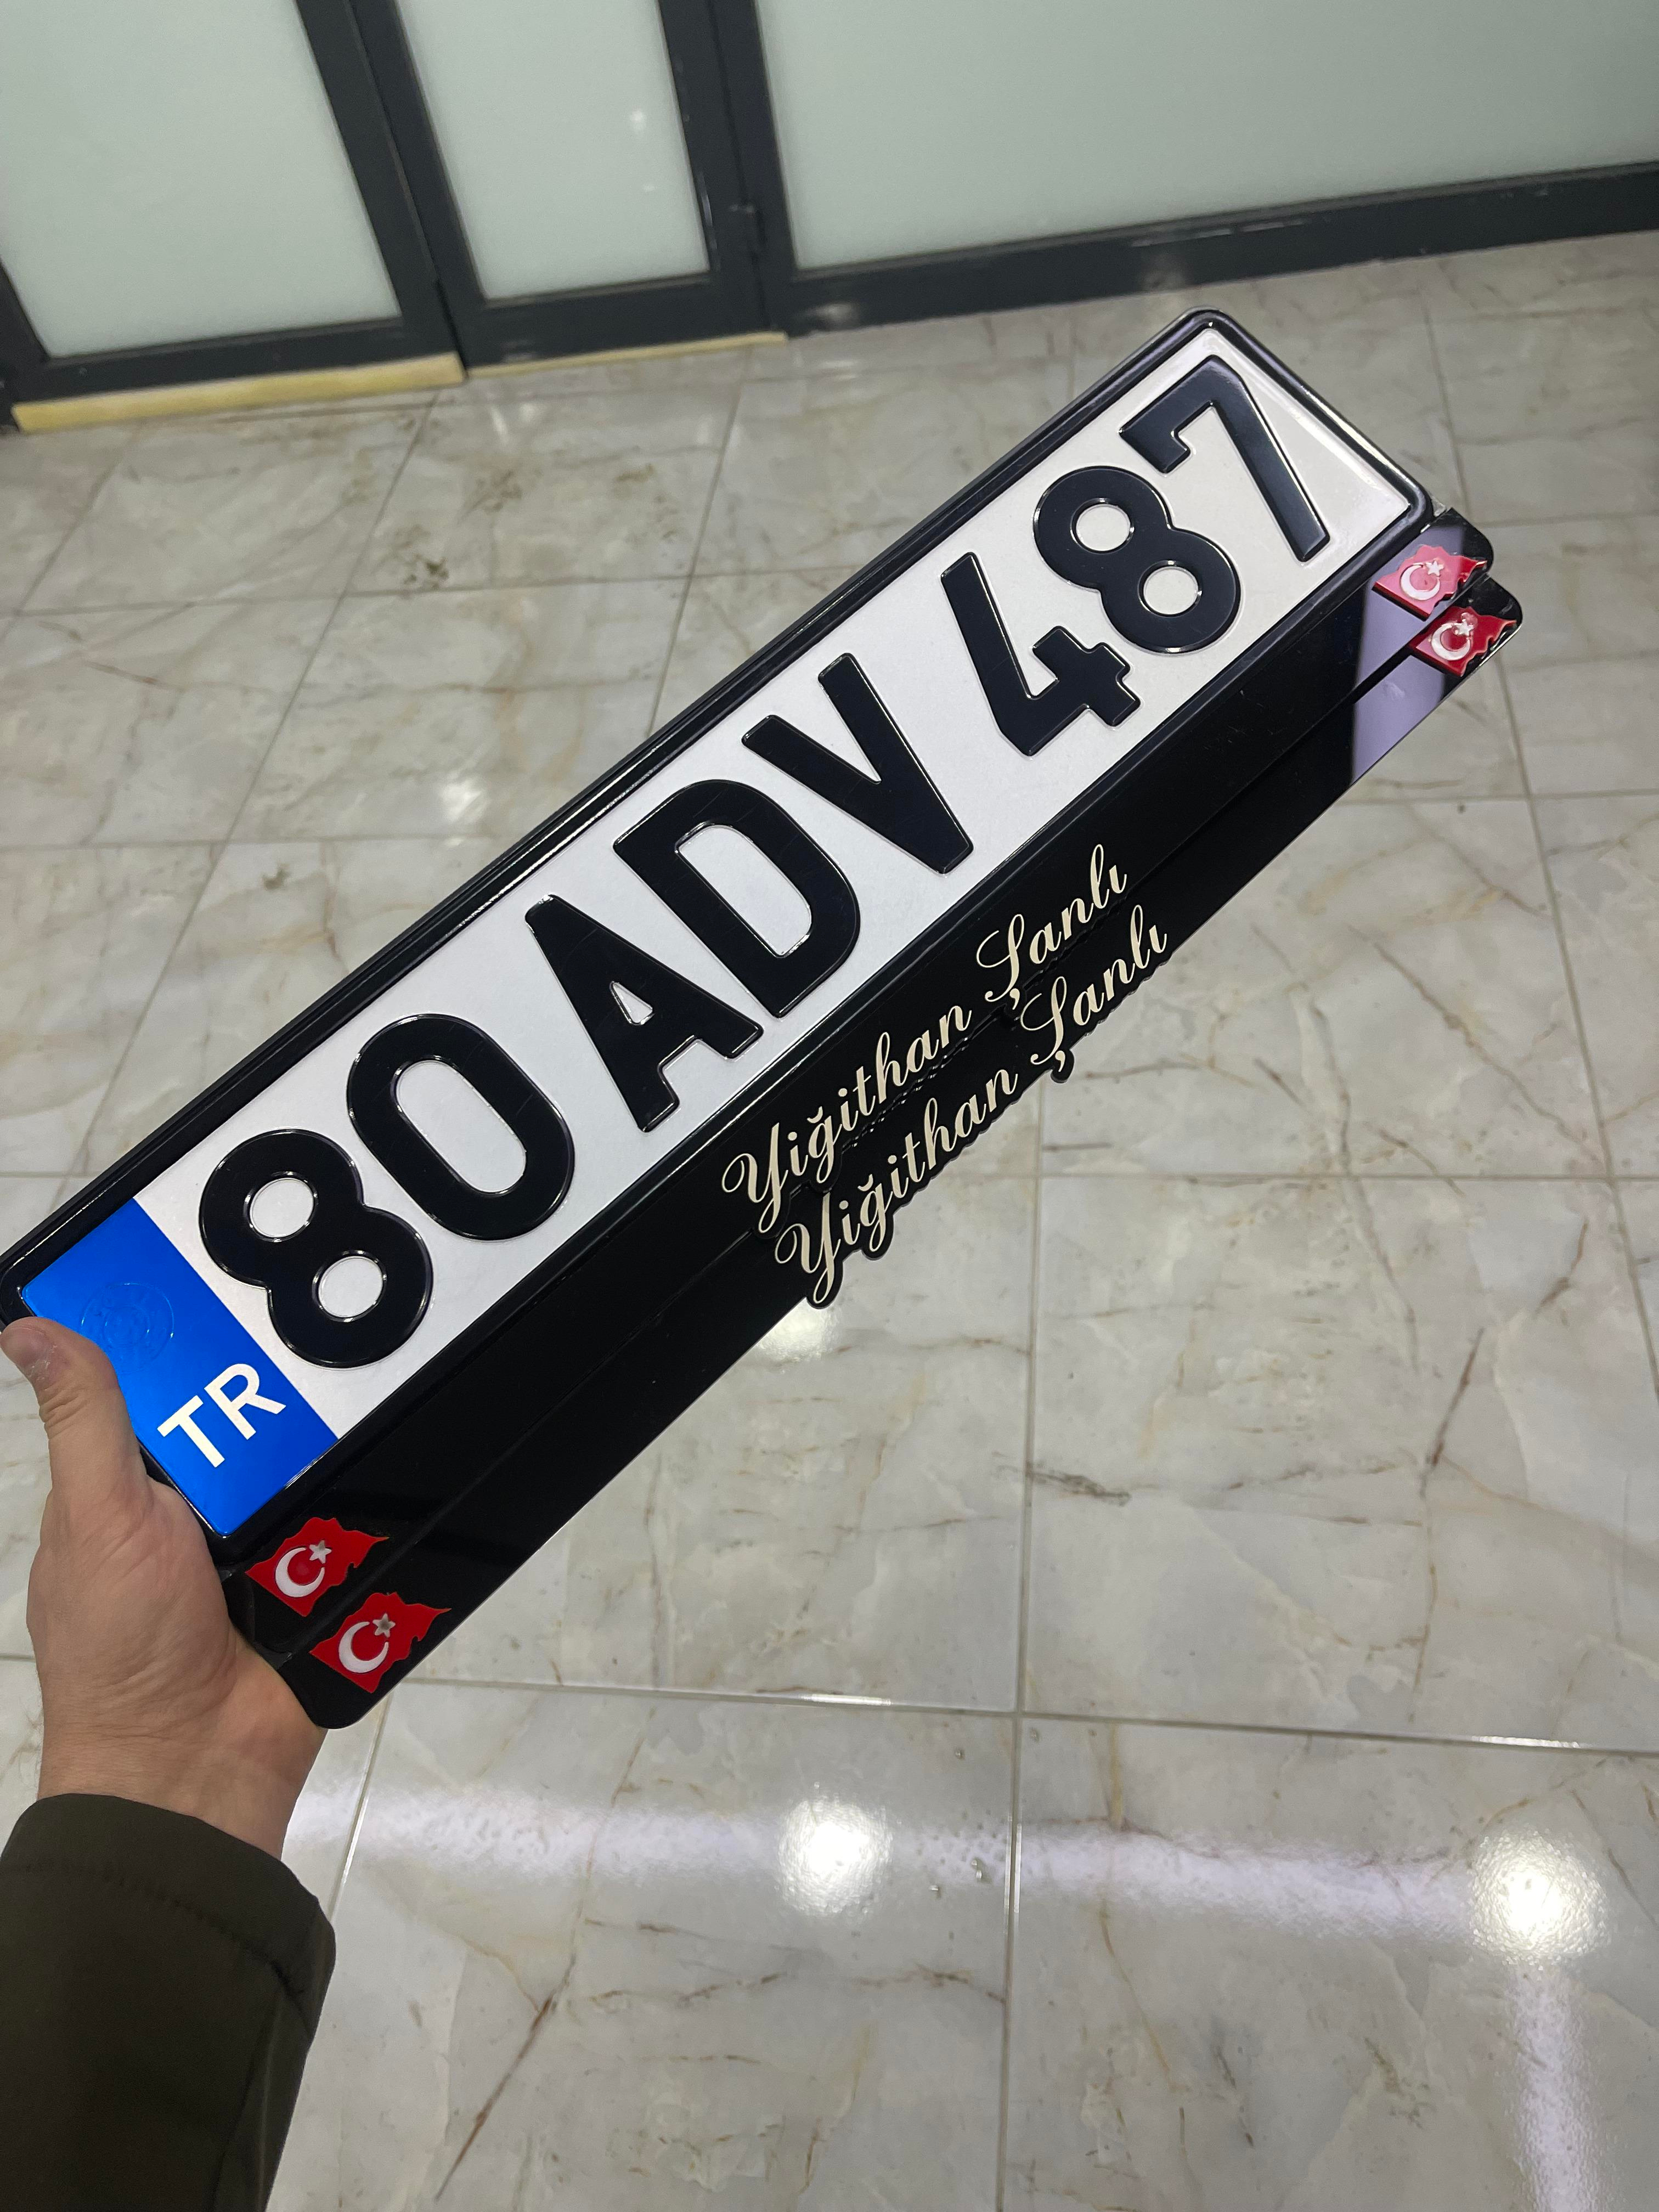 TR 80 ADV 487
Yiğithan Şanlı
Yiğithan Şanlı